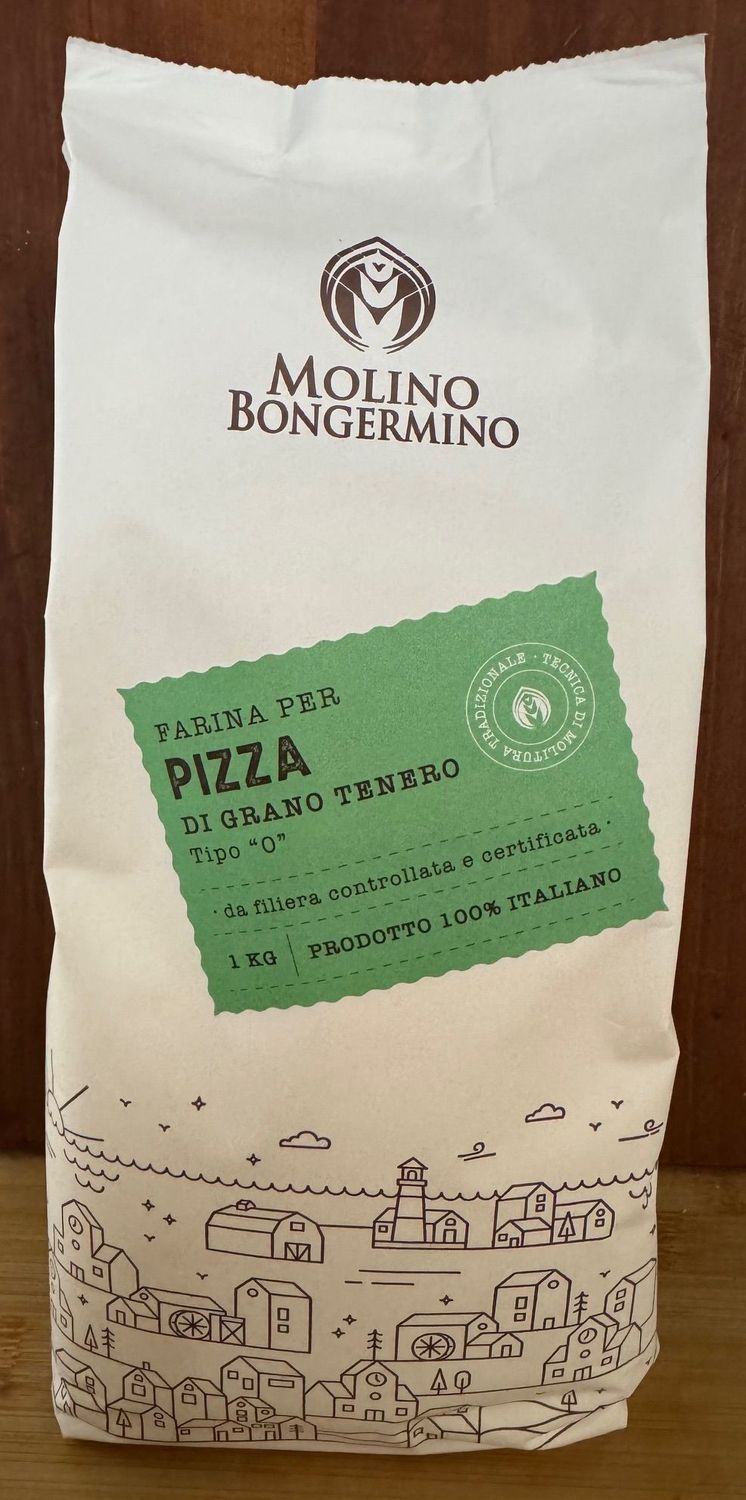 MOLINO
BONGERMINO
FARINA PER
PIZZA
DI GRANO TENERO
Tipo "0"
TECNICA DI MOLITURA TRADIZIONALE ·
· da filiera controllata e certificata ·
1 KG | PRODOTTO 100% ITALIANO